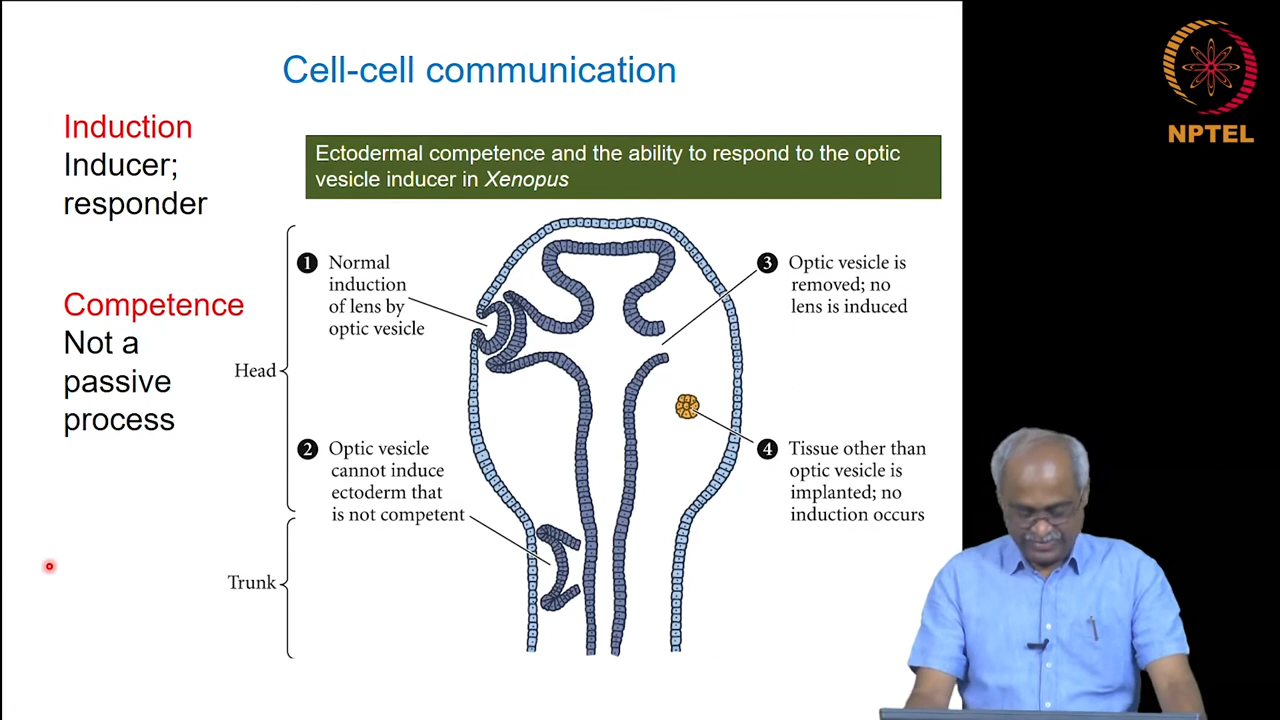 Cell-cell communication
NPTEL
Induction
Inducer;
responder
Competence
Not a
passive
process
Ectodermal competence and the ability to respond to the optic
vesicle inducer in Xenopus
1 Normal
induction
of lens by
optic vesicle
Head
2 Optic vesicle
cannot induce
ectoderm that
is not competent
Trunk
3 Optic vesicle is
removed; no
lens is induced
4 Tissue other than
optic vesicle is
implanted; no
induction occurs